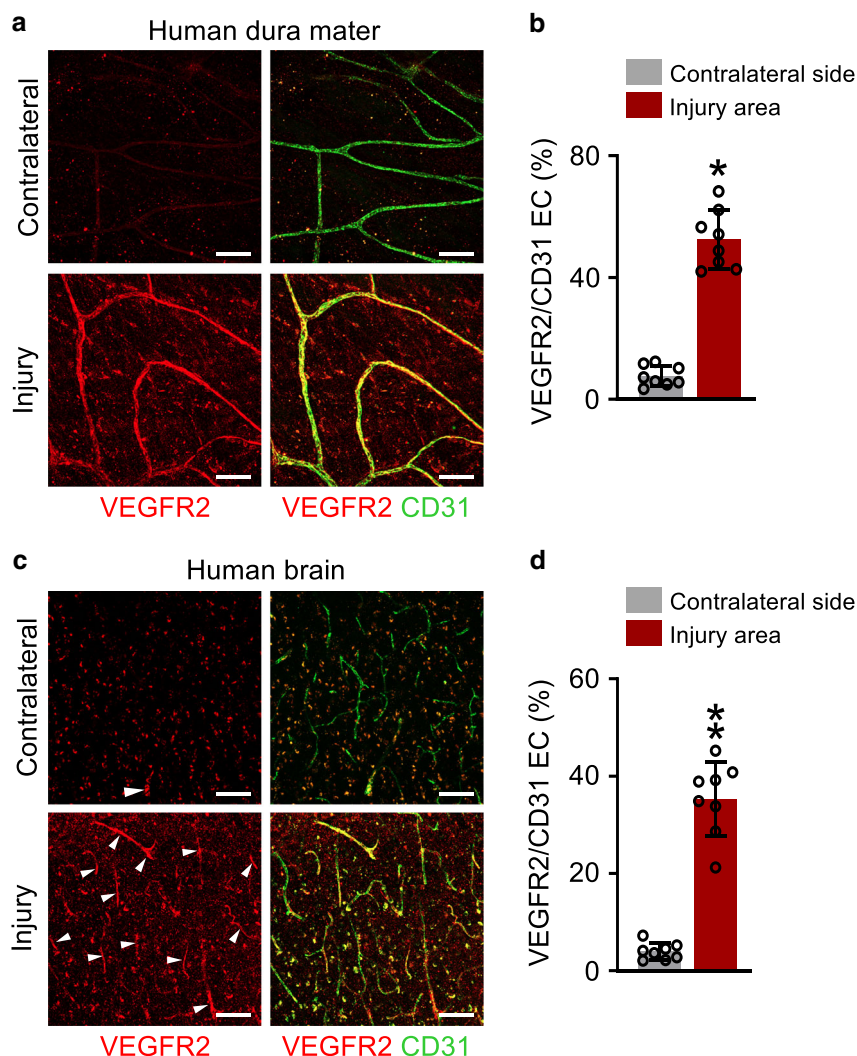 a
Human dura mater
Contralateral
Injury
VEGFR2
VEGFR2 CD31
b
Contralateral side
Injury area
VEGFR2/CD31 EC (%)
80
40
0
*
c
Human brain
Contralateral
Injury
VEGFR2
VEGFR2 CD31
d
Contralateral side
Injury area
VEGFR2/CD31 EC (%)
60
40
20
0
*
*